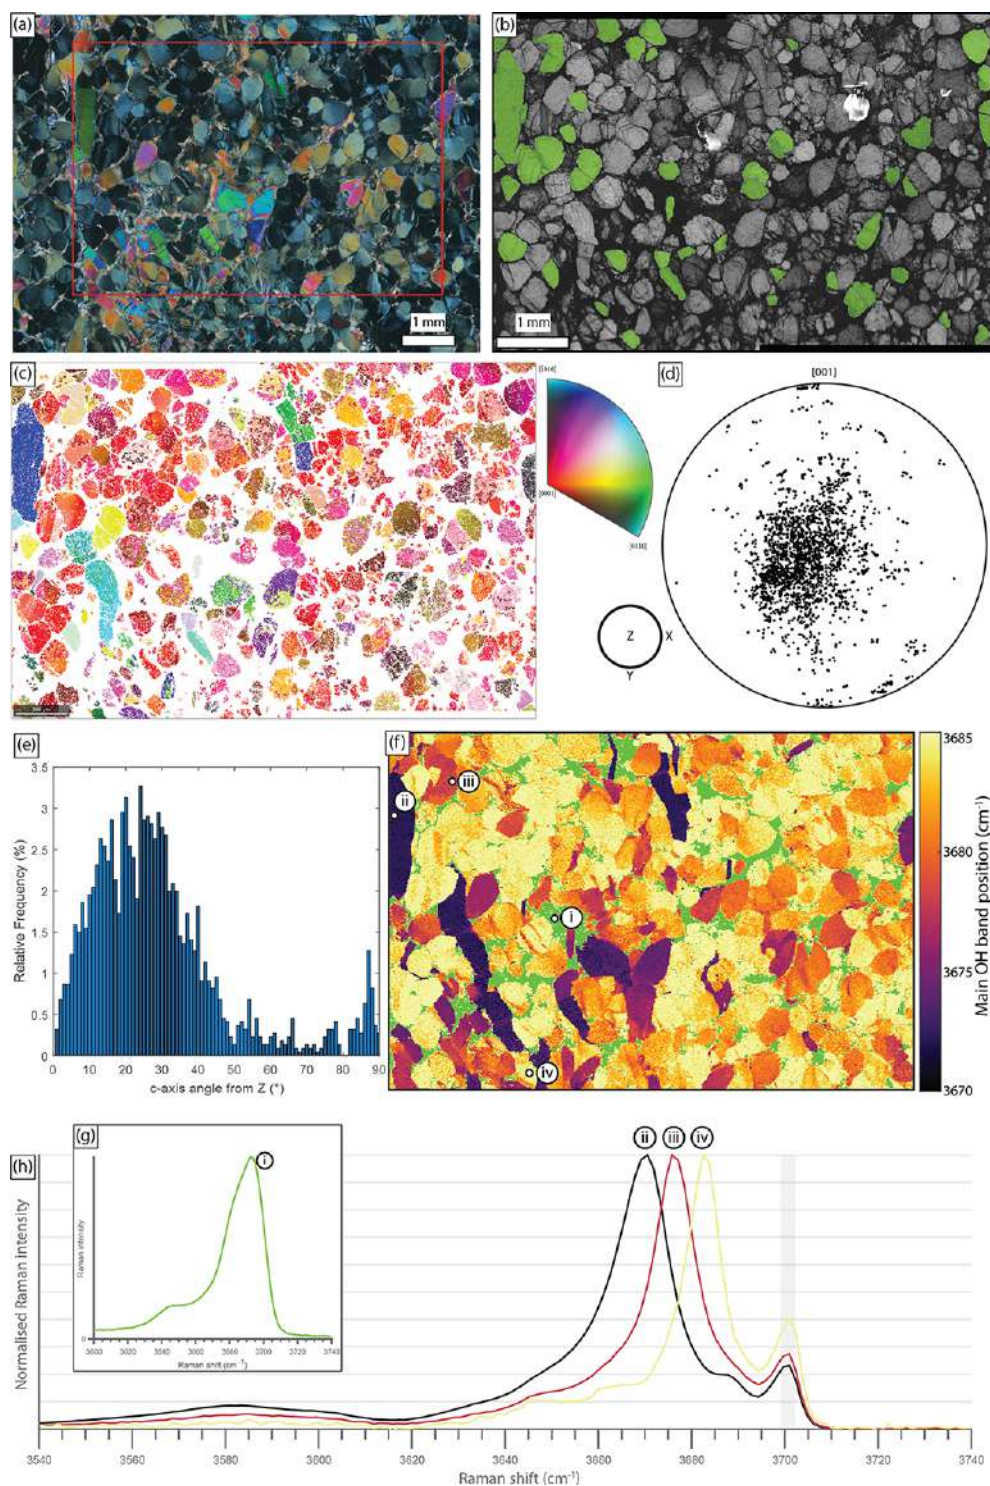 (a)
1 mm
(b)
1 mm
(c)
[0001]
(d)
[001]
Z
X
Y
(e)
3.5
3
2.5
2
1.5
1
0.5
0
0 10 20 30 40 50 60 70 80 90
Relative Frequency (%)
c-axis angle from Z (°)
(f)
i
ii
iii
iv
3685
3680
3675
3670
Main OH band position (cm⁻¹)
(g)
i
Raman intensity
0
Raman shift (cm⁻¹)
(h)
ii iii iv
Normalised Raman intensity
3540 3560 3580 3600 3620 3640 3660 3680 3700 3720 3740
Raman shift (cm⁻¹)